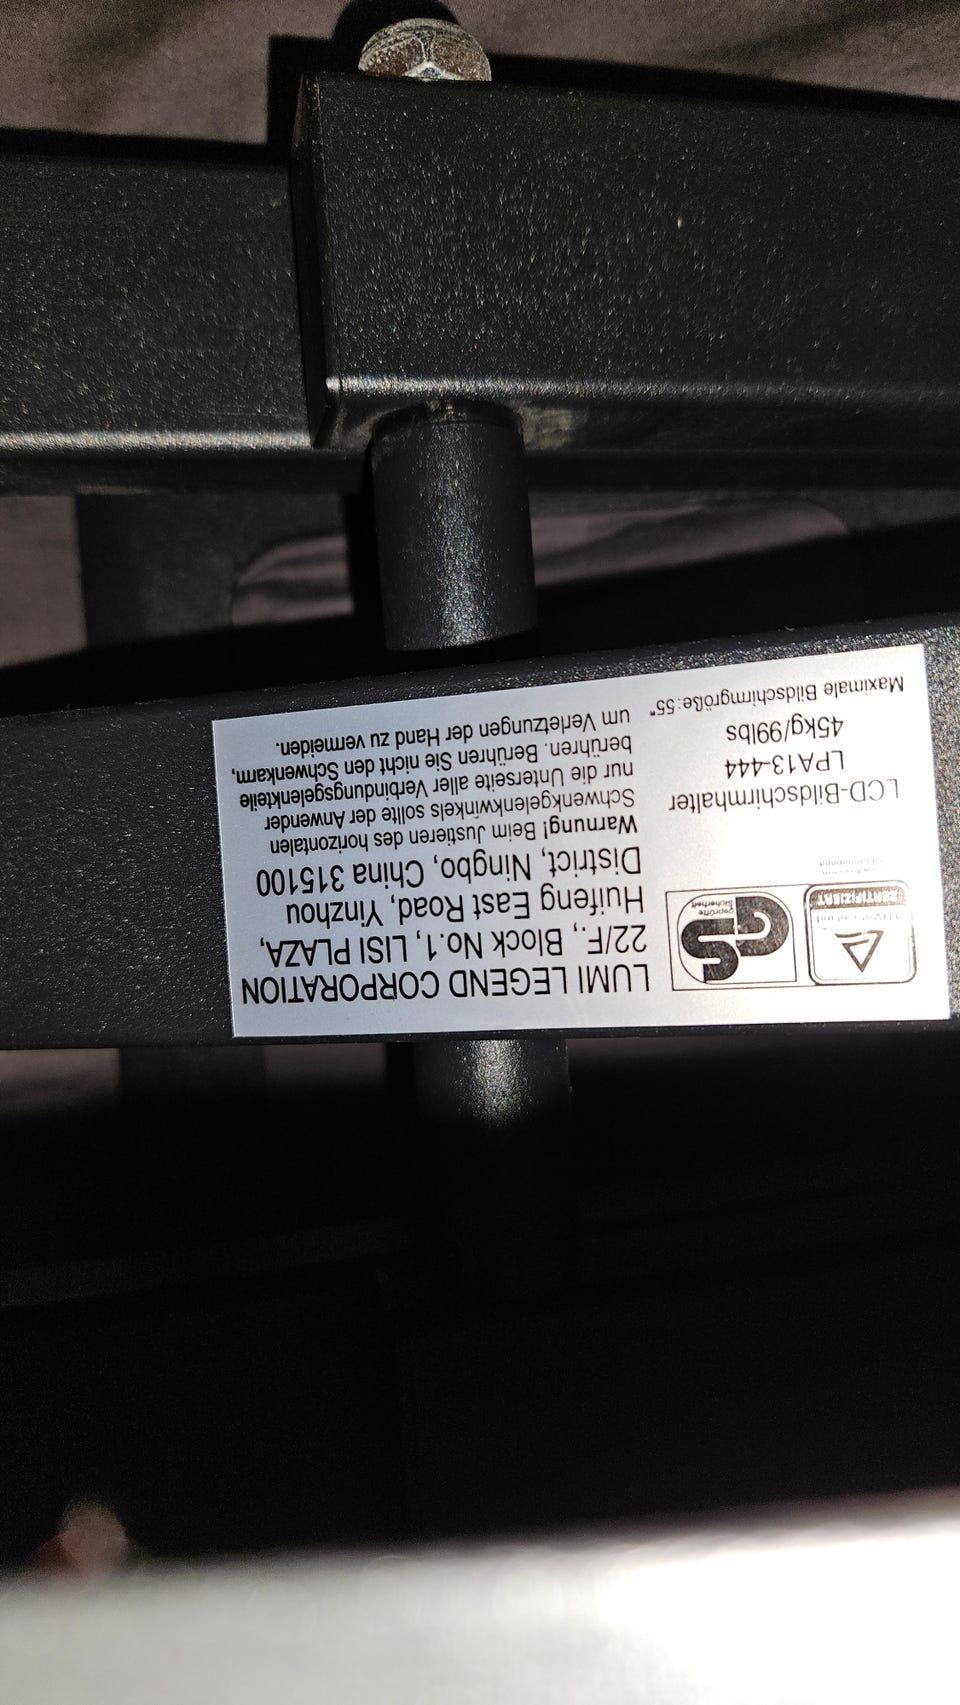 TÜVRheinland
ZERTIFIZIERT
GS
geprüfte
Sicherheit
LCD-Bildschirmhalter
LPA13-444
45kg/99lbs
Maximale Bildschirmgröße:55"
LUMI LEGEND CORPORATION
22/F., Block No.1, LISI PLAZA,
Huifeng East Road, Yinzhou
District, Ningbo, China 315100
Warnung! Beim Justieren des horizontalen
Schwenkgelenkwinkels sollte der Anwender
nur die Unterseite aller Verbindungsgelenkteile
berühren. Berühren Sie nicht den Schwenkarm,
um Verletzungen der Hand zu vermeiden.